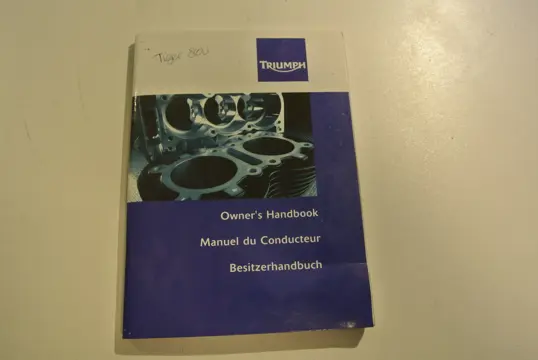 Tiger 800
TRIUMPH
Owner's Handbook
Manuel du Conducteur
Besitzerhandbuch